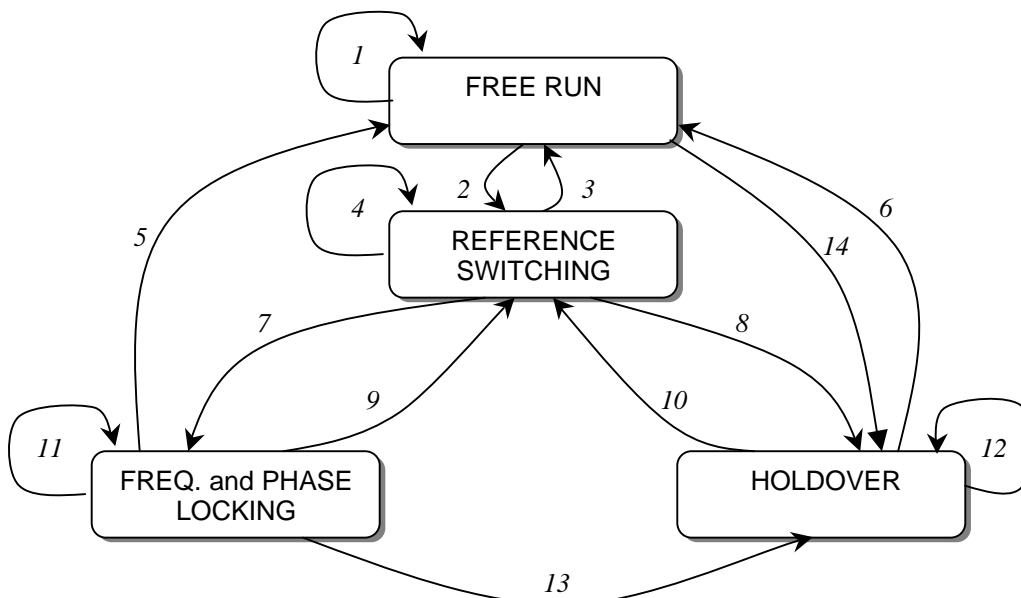 1
FREE RUN
2
3
4
5
6
REFERENCE
SWITCHING
14
7
8
9
10
11
FREQ. and PHASE
LOCKING
HOLDOVER
12
13